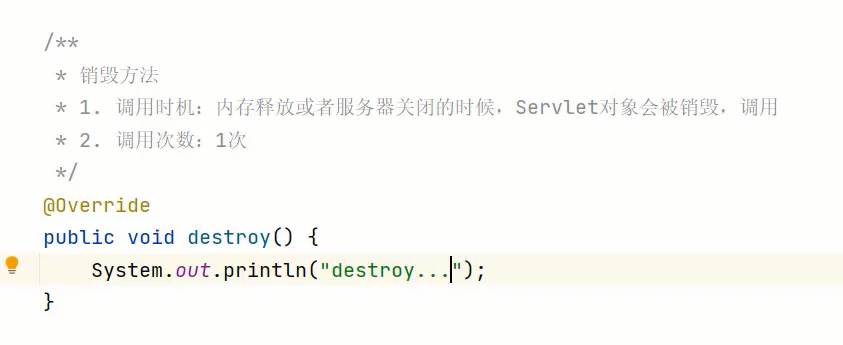 /**
 * 销毁方法
 * 1. 调用时机：内存释放或者服务器关闭的时候，Servlet对象会被销毁，调用
 * 2. 调用次数：1次
 */
@Override
public void destroy() {
    System.out.println("destroy...");
}